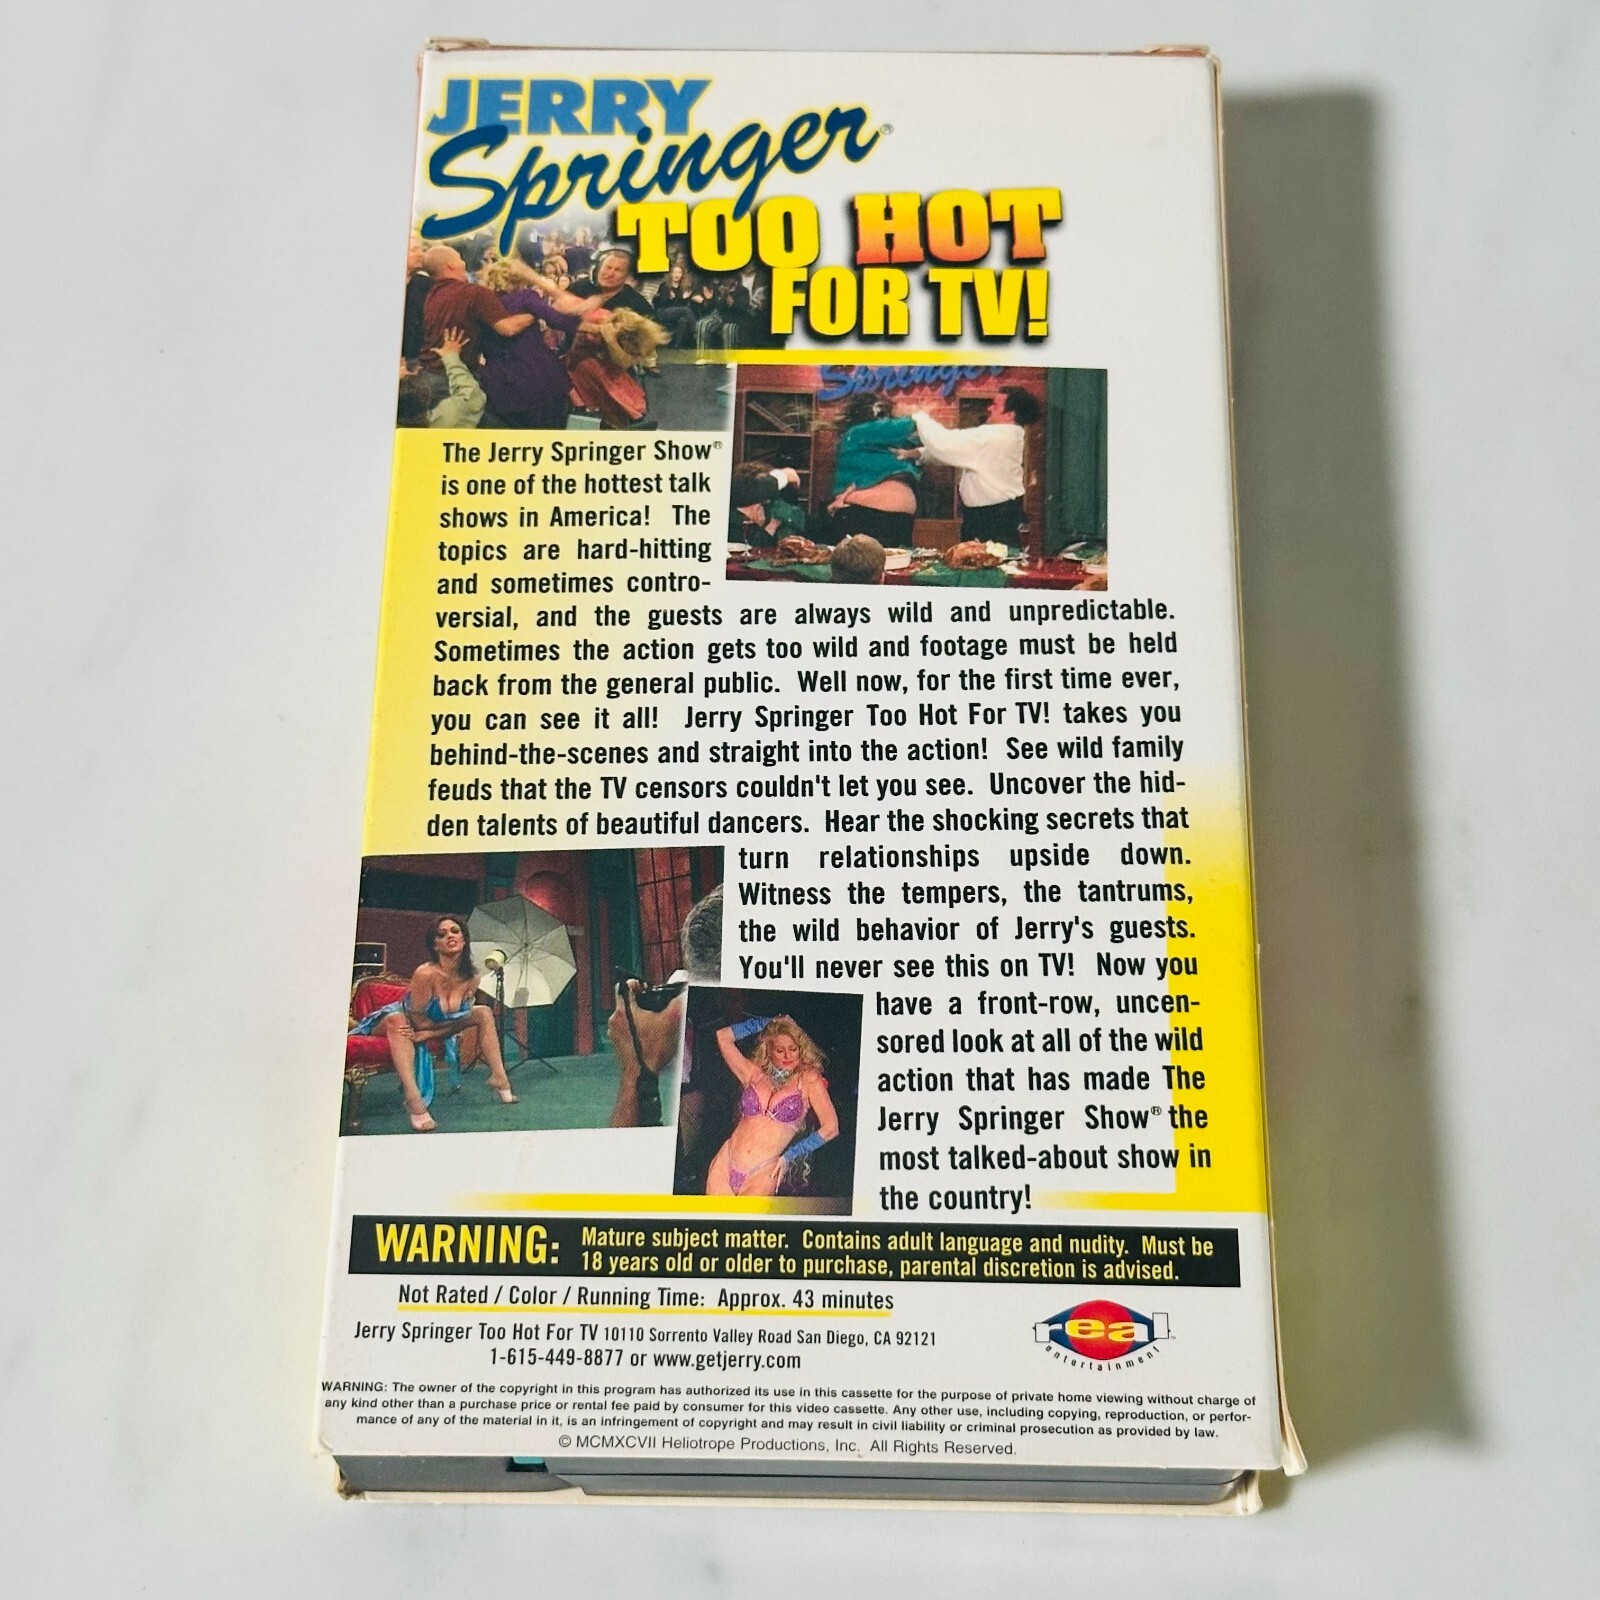 JERRY
Springer®
TOO HOT
FOR TV!
Springer
The Jerry Springer Show®
is one of the hottest talk
shows in America! The
topics are hard-hitting
and sometimes contro-
versial, and the guests are always wild and unpredictable.
Sometimes the action gets too wild and footage must be held
back from the general public. Well now, for the first time ever,
you can see it all! Jerry Springer Too Hot For TV! takes you
behind-the-scenes and straight into the action! See wild family
feuds that the TV censors couldn't let you see. Uncover the hid-
den talents of beautiful dancers. Hear the shocking secrets that
turn relationships upside down.
Witness the tempers, the tantrums,
the wild behavior of Jerry's guests.
You'll never see this on TV! Now you
have a front-row, uncen-
sored look at all of the wild
action that has made The
Jerry Springer Show® the
most talked-about show in
the country!
WARNING: Mature subject matter. Contains adult language and nudity. Must be
18 years old or older to purchase, parental discretion is advised.
Not Rated / Color / Running Time: Approx. 43 minutes
Jerry Springer Too Hot For TV 10110 Sorrento Valley Road San Diego, CA 92121
1-615-449-8877 or www.getjerry.com
real
entertainment™
WARNING: The owner of the copyright in this program has authorized its use in this cassette for the purpose of private home viewing without charge of
any kind other than a purchase price or rental fee paid by consumer for this video cassette. Any other use, including copying, reproduction, or perfor-
mance of any of the material in it, is an infringement of copyright and may result in civil liability or criminal prosecution as provided by law.
© MCMXCVII Heliotrope Productions, Inc. All Rights Reserved.